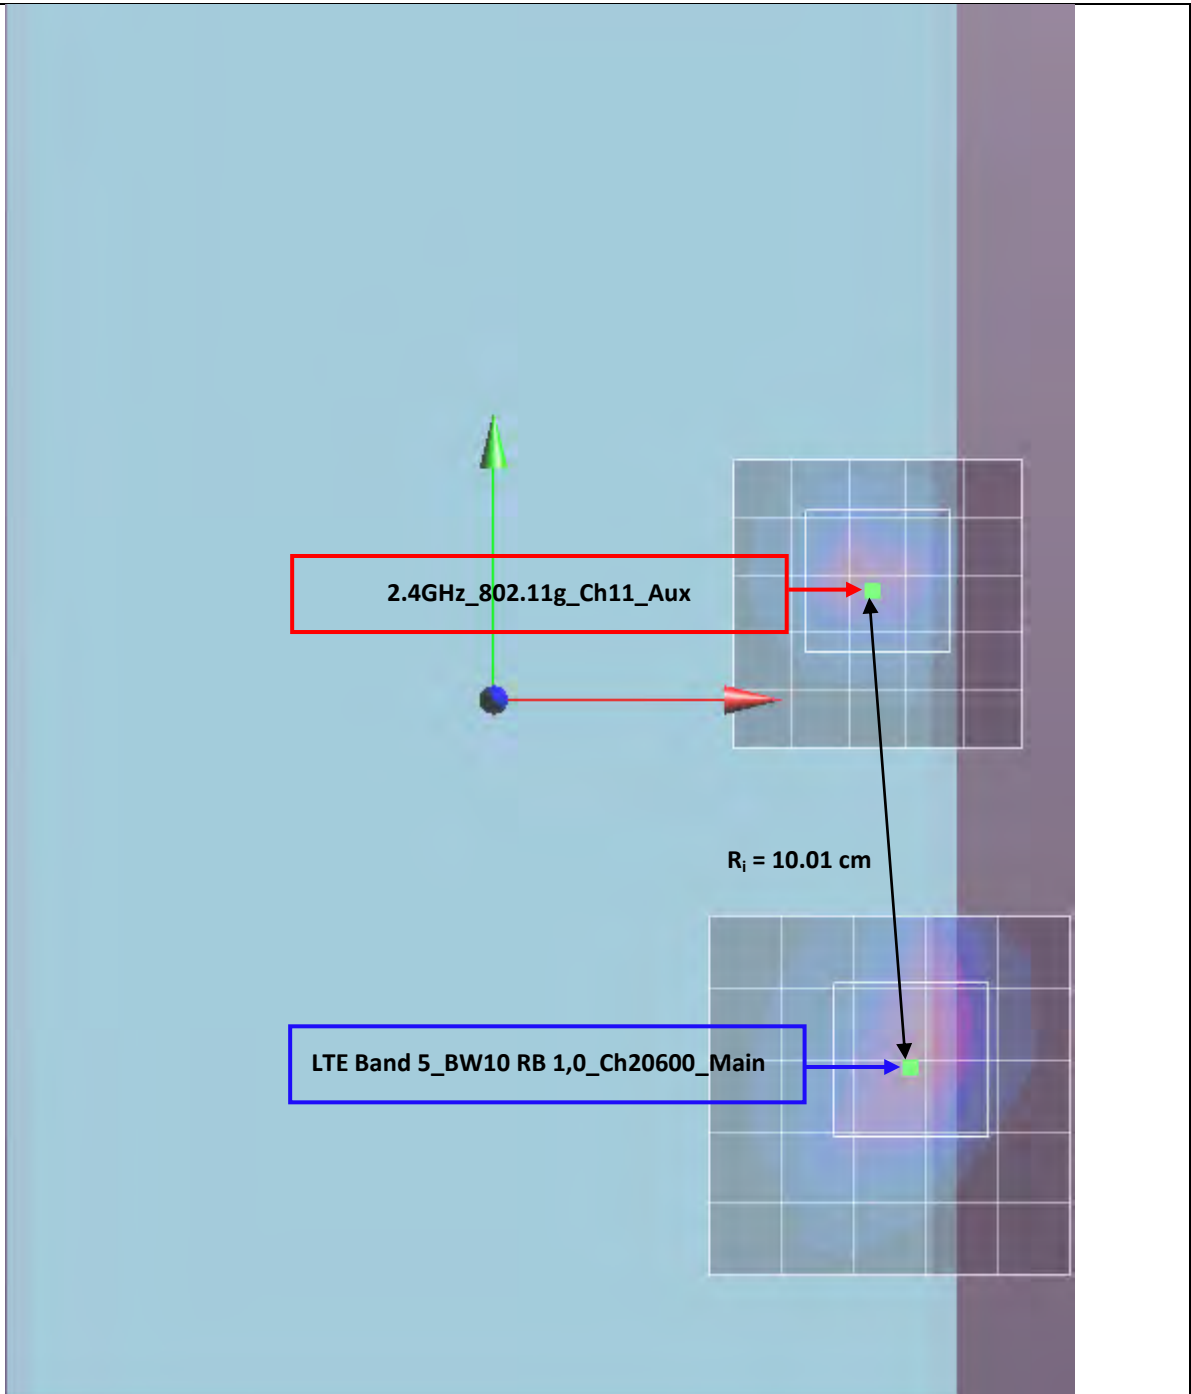 2.4GHz_802.11g_Ch11_Aux
Ri = 10.01 cm
LTE Band 5_BW10 RB 1,0_Ch20600_Main